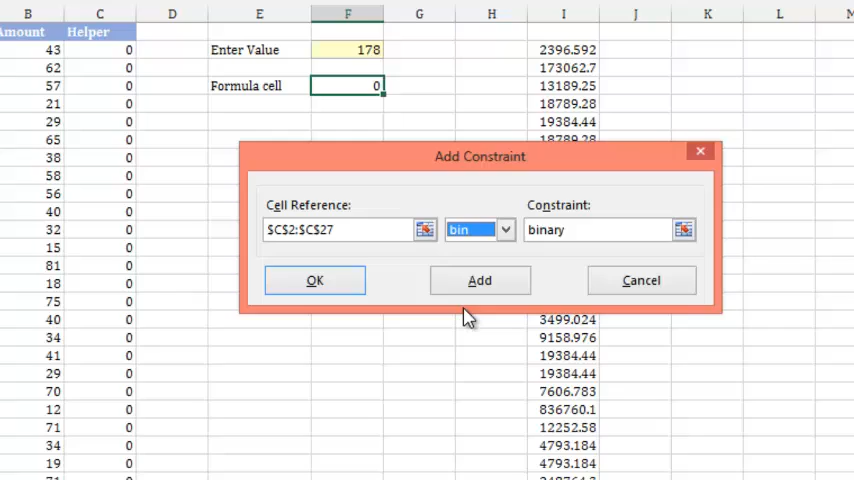 B C D E F G H I J K L
Amount Helper
43 0 Enter Value 178 2396.592
62 0 173062.7
57 0 Formula cell 0 13189.25
21 0 18789.28
29 0 19384.44
65 0 18789.28
38 0
58 0
56 0
40 0
32 0
15 0
81 0
18 0
75 0
40 0 3499.024
34 0 9158.976
41 0 19384.44
29 0 19384.44
70 0 7606.783
12 0 836760.1
71 0 12252.58
34 0 4793.184
19 0 4793.184
Add Constraint
Cell Reference: Constraint:
$C$2:$C$27 bin binary
OK Add Cancel